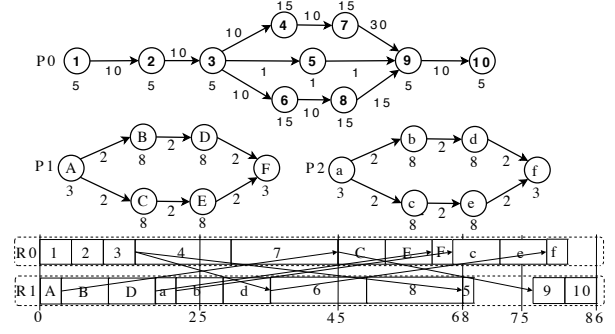 15 15
10 4 10 7 30
10
P0 1 10 2 10 3 1 5 1 9 10 10
5 5 5 1 5 5
10 6 10 8 15
15 15
B 2 D
P1 A 2 8 8 2 F
3 2 2 3
C 2 E
8 8
b 2 d
P2 a 2 8 8 2 f
3 2 2 3
c 2 e
8 8
R0 1 2 3 4 7 C E F c e f
R1 A B D a b d 6 8 5 9 10
0 25 45 68 75 86